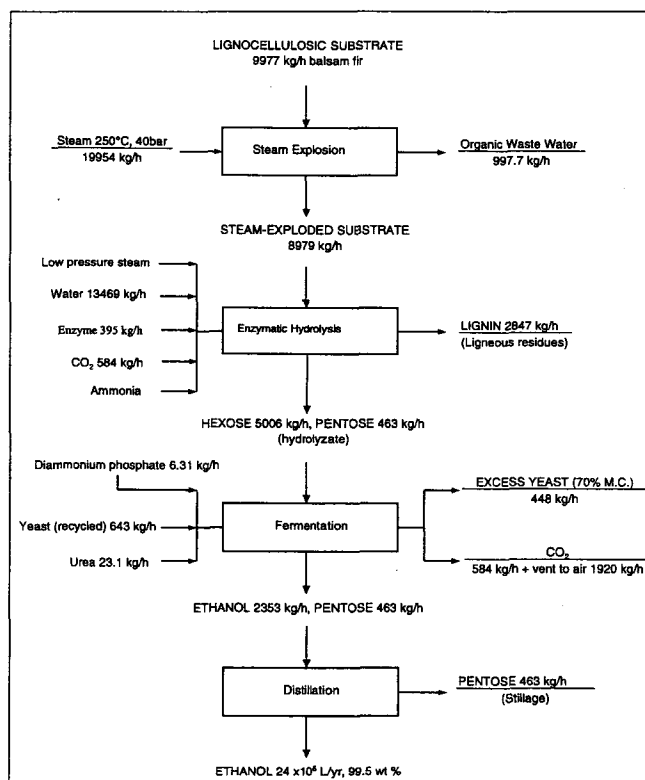 LIGNOCELLULOSIC SUBSTRATE
9977 kg/h balsam fir
Steam 250°C, 40bar
19954 kg/h
Steam Explosion
Organic Waste Water
997.7 kg/h
STEAM-EXPLODED SUBSTRATE
8979 kg/h
Low pressure steam
Water 13469 kg/h
Enzyme 395 kg/h
CO₂ 584 kg/h
Ammonia
Enzymatic Hydrolysis
LIGNIN 2847 kg/h
(Ligneous residues)
HEXOSE 5006 kg/h, PENTOSE 463 kg/h
(hydrolyzate)
Diammonium phosphate 6.31 kg/h
Yeast (recycled) 643 kg/h
Urea 23.1 kg/h
Fermentation
EXCESS YEAST (70% M.C.)
448 kg/h
CO₂
584 kg/h + vent to air 1920 kg/h
ETHANOL 2353 kg/h, PENTOSE 463 kg/h
Distillation
PENTOSE 463 kg/h
(Stillage)
ETHANOL 24 x10⁶ L/yr, 99.5 wt %